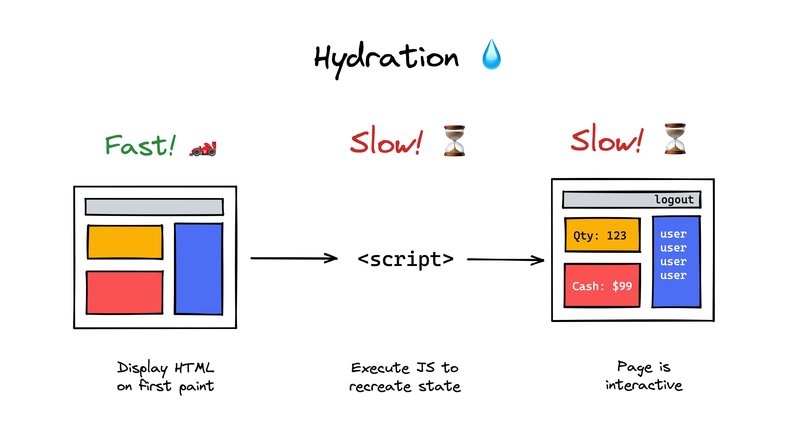 Hydration
Fast!
Slow!
Slow!
logout
Qty: 123
user
user
user
user
Cash: $99
<script>
Display HTML
on first paint
Execute JS to
recreate state
Page is
interactive